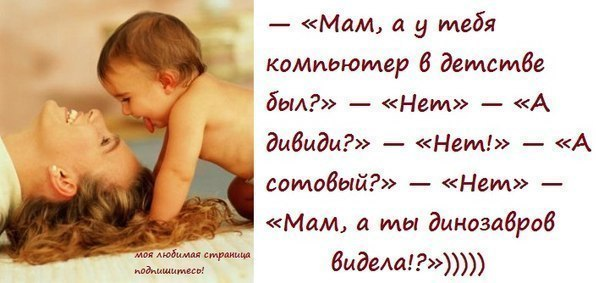 — «Мам, а у тебя
компьютер в детстве
был?» — «Нет» — «А
дивиди?» — «Нет!» — «А
сотовый?» — «Нет» —
«Мам, а ты динозавров
видела!?»)))))
моя любимая страница
подпишитесь!